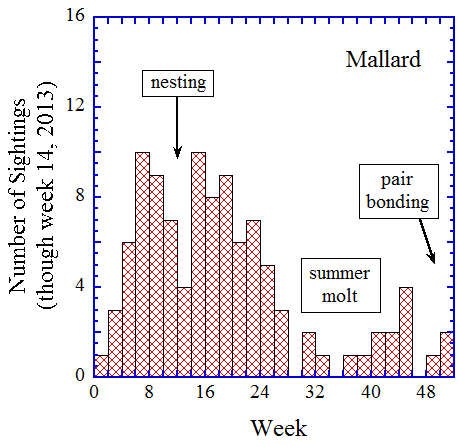 16
Mallard
nesting
12
Number of Sightings
(though week 14, 2013)
8
pair
bonding
4
summer
molt
0
0 8 16 24 32 40 48
Week